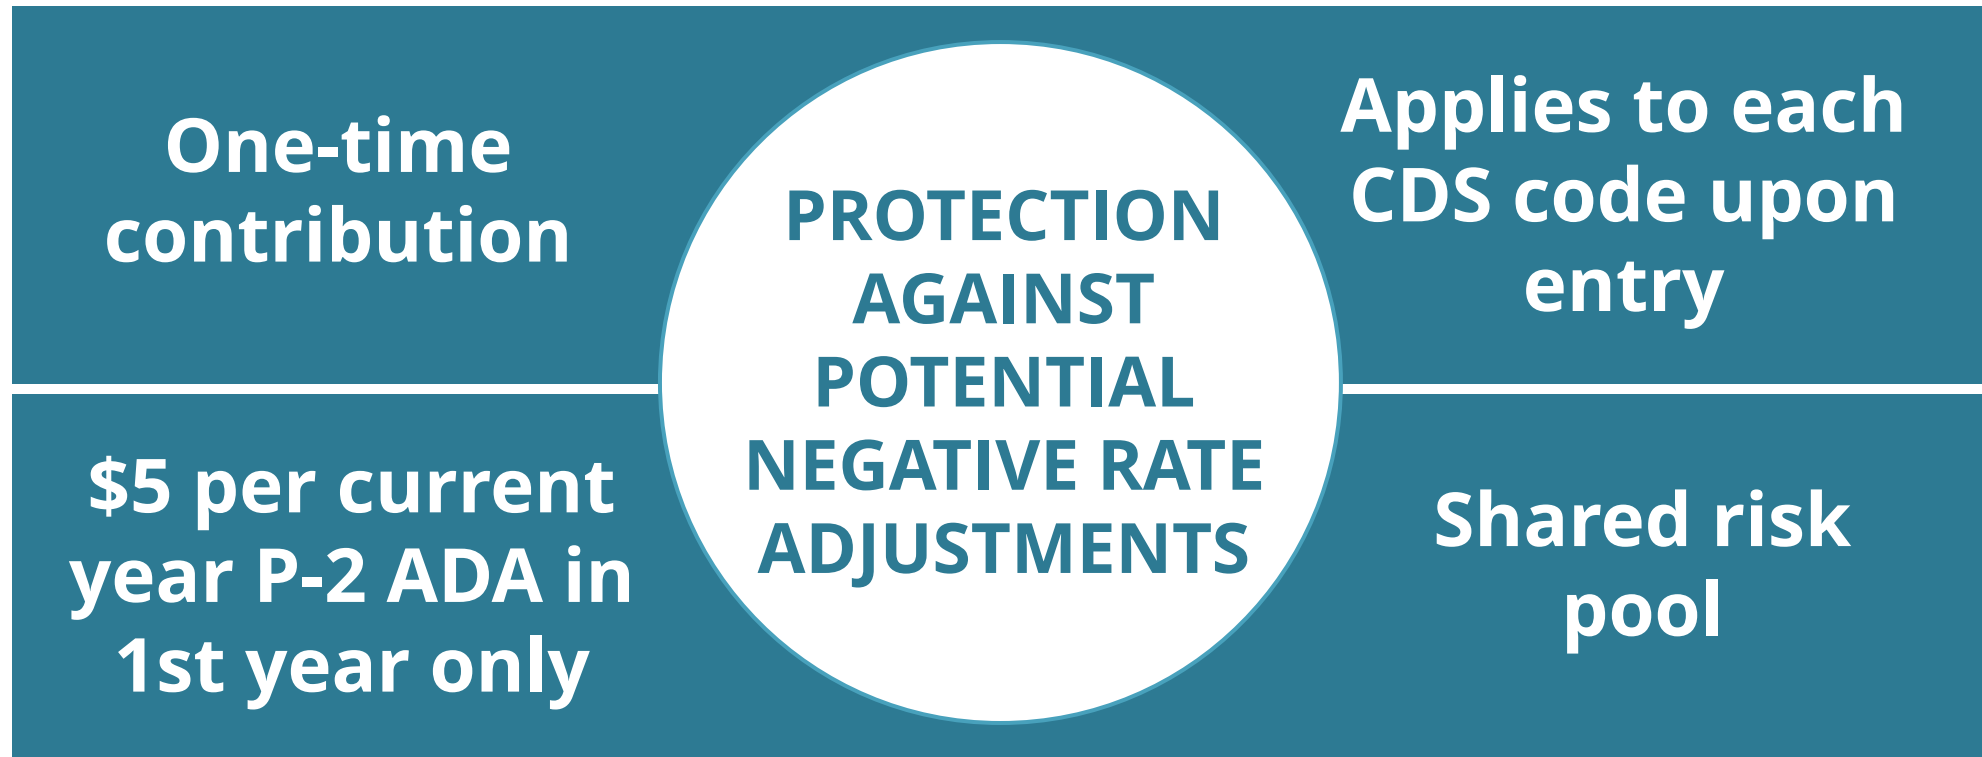 One-time
contribution
Applies to each
CDS code upon
entry
PROTECTION
AGAINST
POTENTIAL
NEGATIVE RATE
ADJUSTMENTS
$5 per current
year P-2 ADA in
1st year only
Shared risk
pool